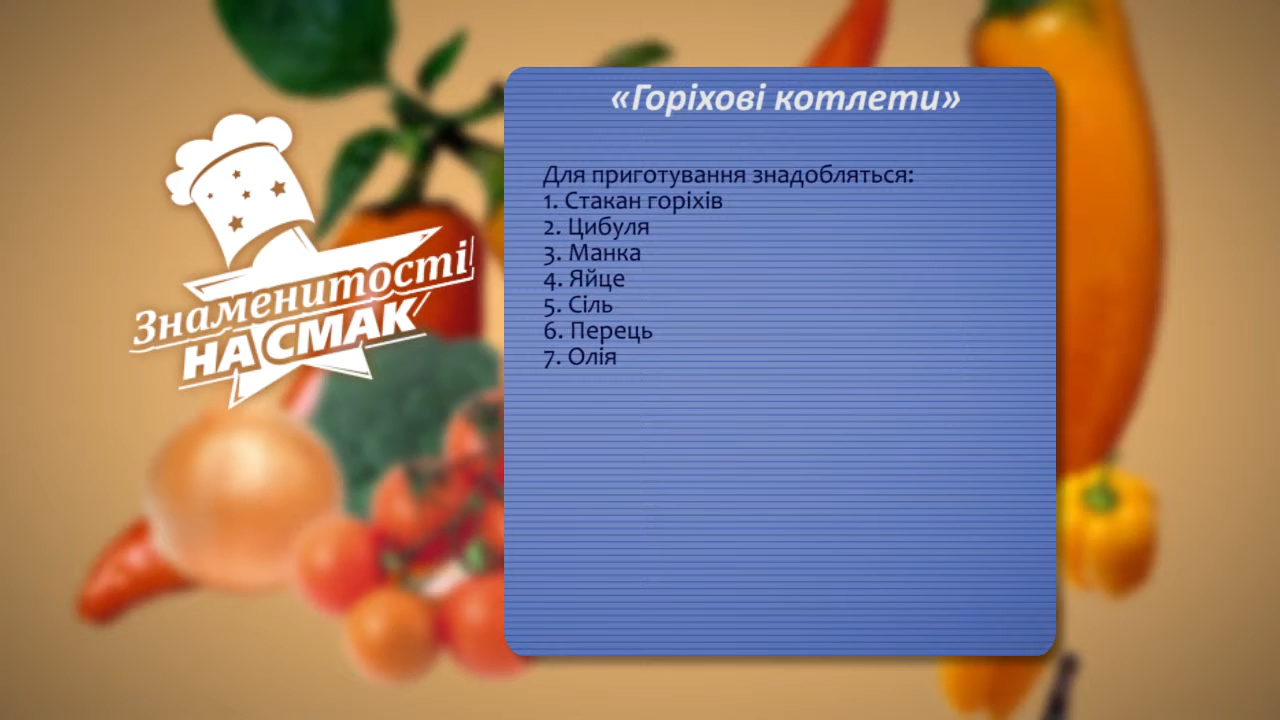 Знаменитості
НА СМАК
«Горіхові котлети»
Для приготування знадобляться:
1. Стакан горіхів
2. Цибуля
3. Манка
4. Яйце
5. Сіль
6. Перець
7. Олія